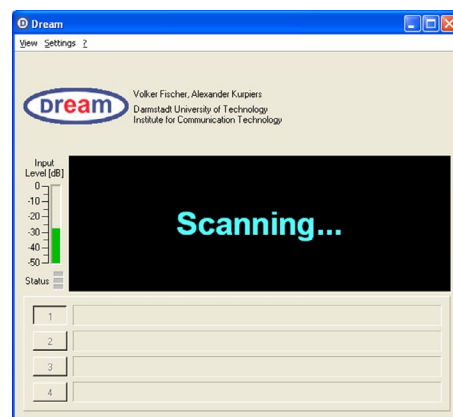 Dream
View Settings ?
Dream
Volker Fischer, Alexander Kurpiers
Darmstadt University of Technology
Institute for Communication Technology
Input
Level [dB]
0
-10
-20
-30
-40
-50
Scanning...
Status
1
2
3
4